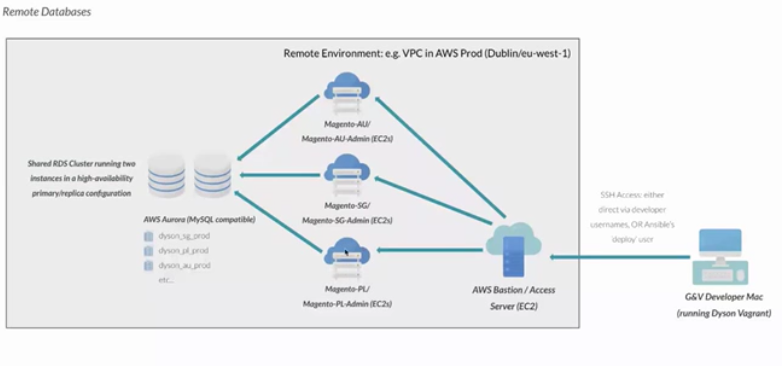 Remote Databases
Remote Environment: e.g. VPC in AWS Prod (Dublin/eu-west-1)
Magento-AU/
Magento-AU-Admin (EC2s)
Shared RDS Cluster running two
instances in a high-availability
primary/replica configuration
Magento-SG/
Magento-SG-Admin (EC2s)
AWS Aurora (MySQL compatible)
dyson_sg_prod
dyson_pl_prod
dyson_au_prod
etc...
Magento-PL/
Magento-PL-Admin (EC2s)
AWS Bastion / Access
Server (EC2)
SSH Access: either
direct via developer
usernames, OR Ansible's
'deploy' user
G&V Developer Mac
(running Dyson Vagrant)